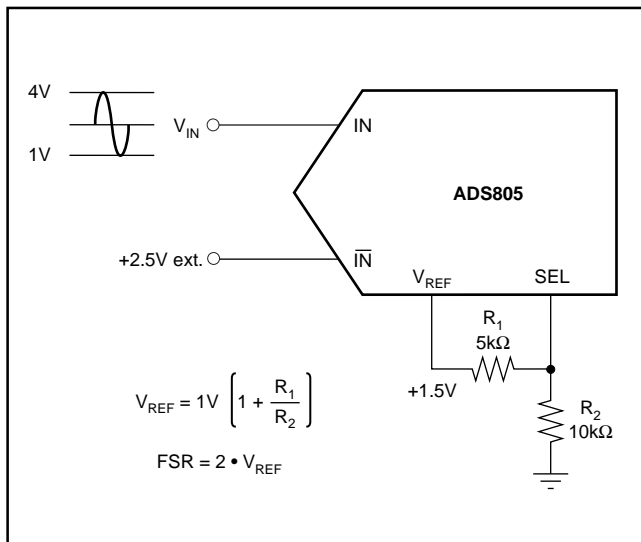 4V
1V
V_IN
IN
ADS805
+2.5V ext.
I̅N̅
V_REF
SEL
R_1
5kΩ
+1.5V
R_2
10kΩ
V_REF = 1V (1 + R_1/R_2)
FSR = 2 • V_REF